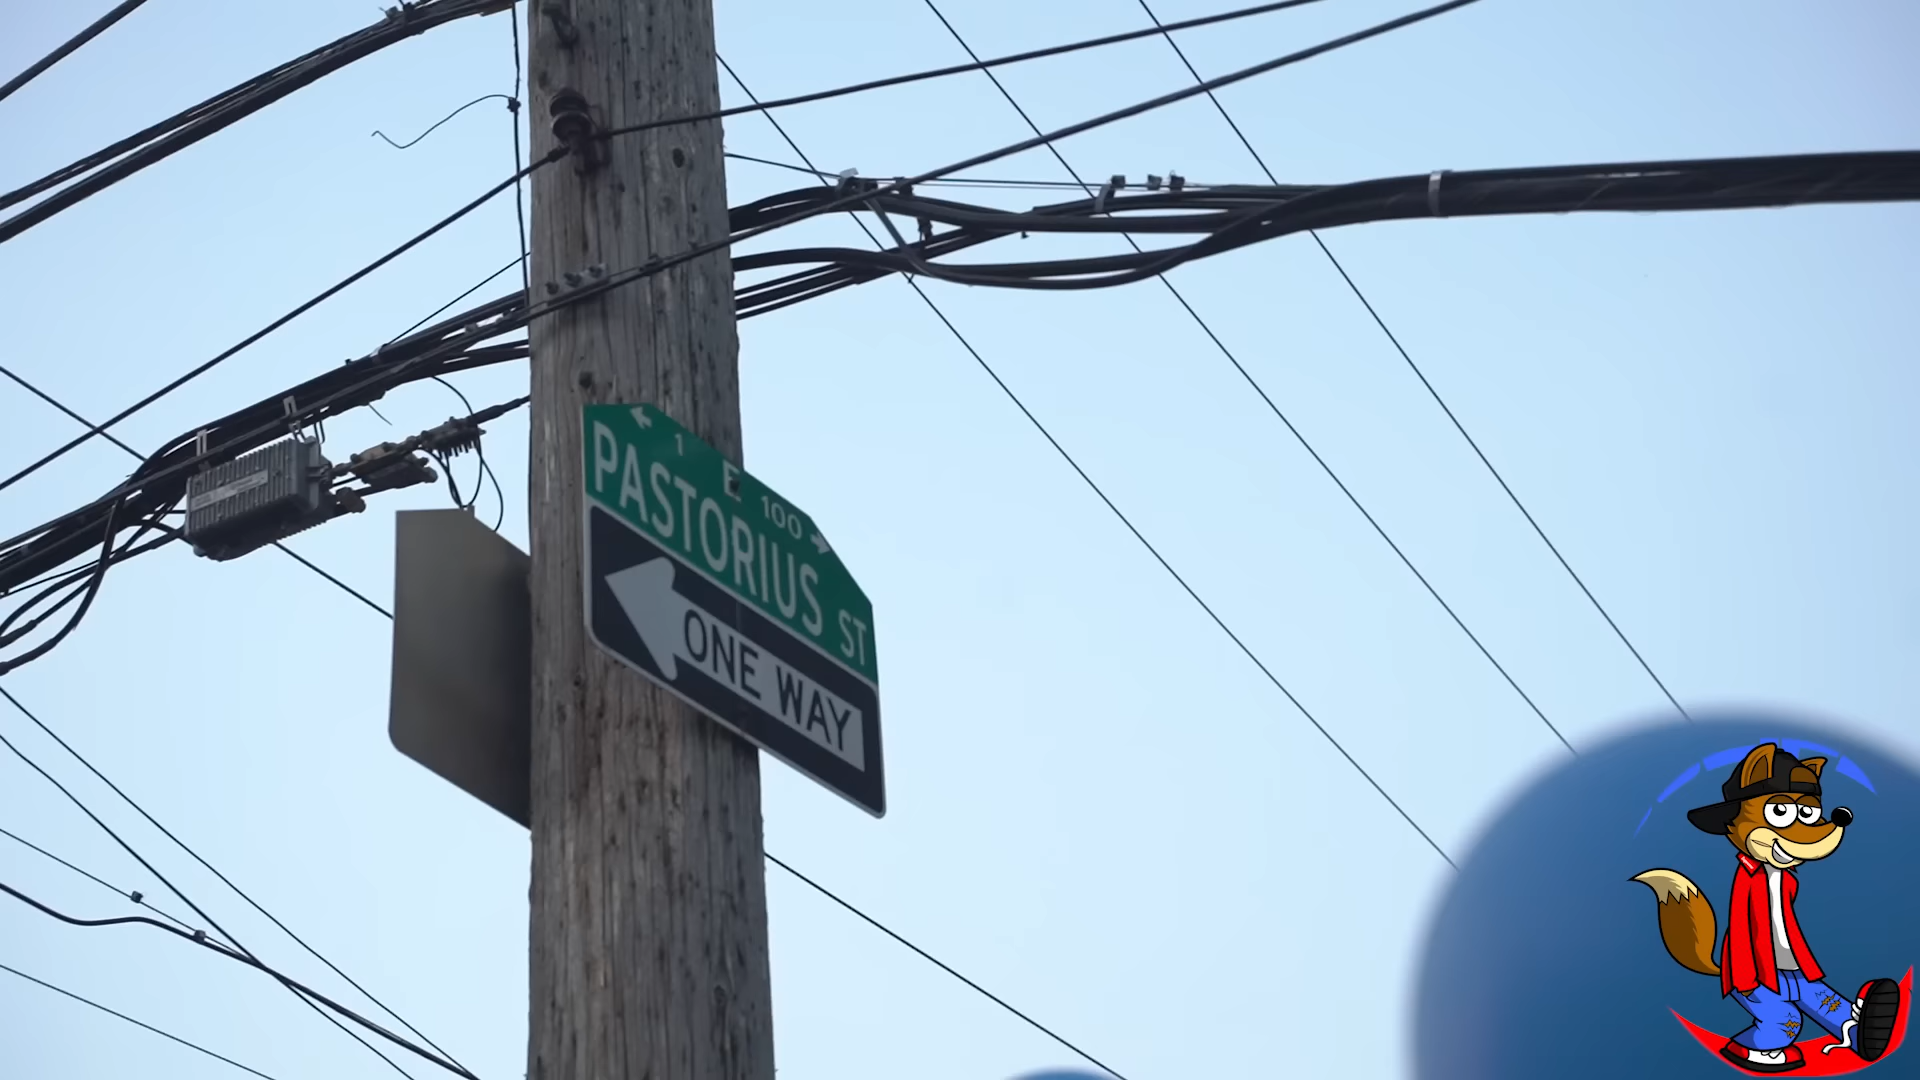 ← 1 E 100 →
PASTORIUS ST
ONE WAY